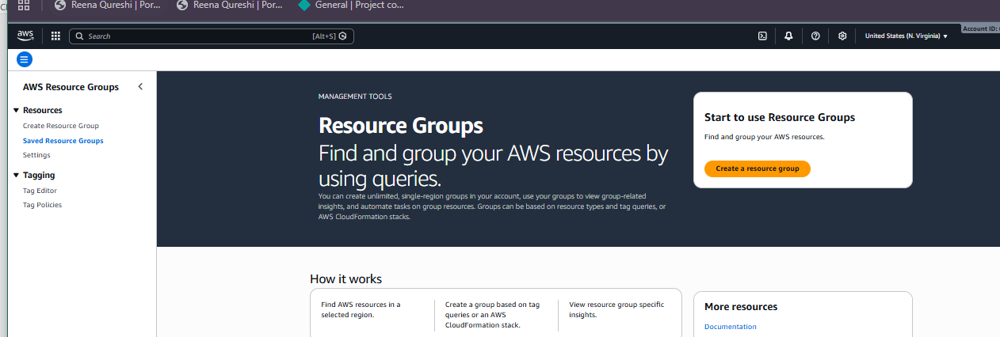 Reena Qureshi | Por...
Reena Qureshi | Por...
General | Project co...
aws
Search
[Alt+S]
United States (N. Virginia)
Account ID:
AWS Resource Groups
Resources
Create Resource Group
Saved Resource Groups
Settings
Tagging
Tag Editor
Tag Policies
MANAGEMENT TOOLS
Resource Groups
Find and group your AWS resources by
using queries.
You can create unlimited, single-region groups in your account, use your groups to view group-related
insights, and automate tasks on group resources. Groups can be based on resource types and tag queries, or
AWS CloudFormation stacks.
Start to use Resource Groups
Find and group your AWS resources.
Create a resource group
How it works
Find AWS resources in a
selected region.
Create a group based on tag
queries or an AWS
CloudFormation stack.
View resource group specific
insights.
More resources
Documentation